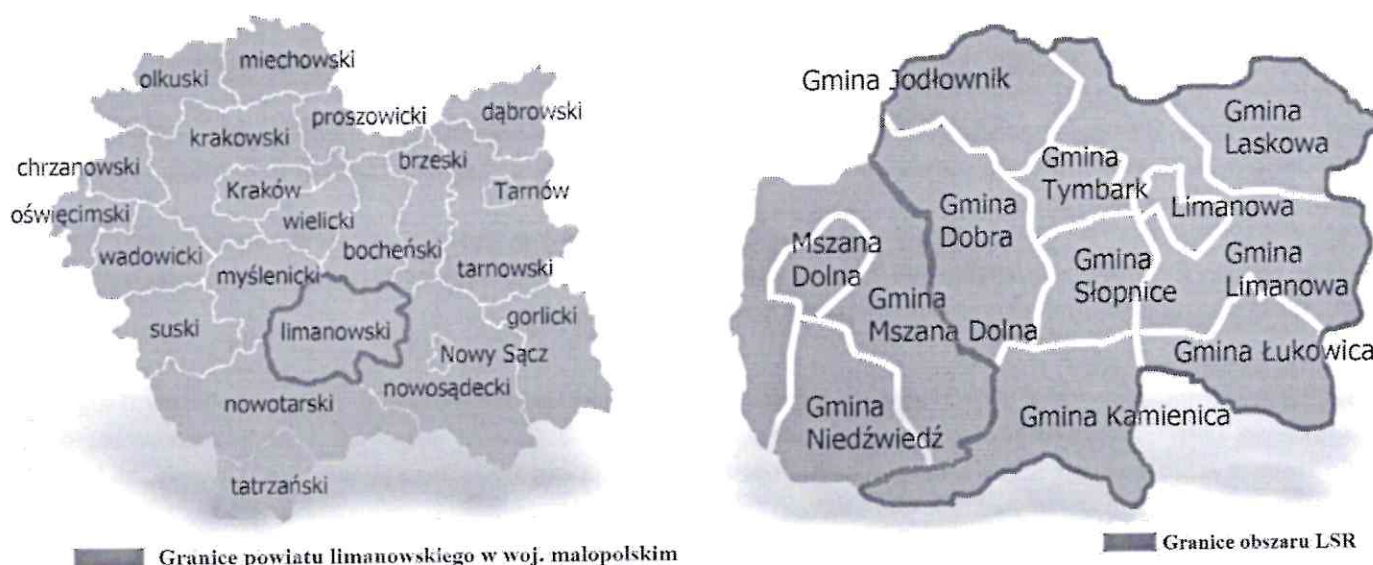 miechowski
olkuski
proszowicki
dąbrowski
krakowski
brzeski
chrzanowski
Kraków
Tarnów
oświęcimski
wielicki
wadowicki
bocheński
tarnowski
myślenicki
suski
limanowski
gorlicki
Nowy Sącz
nowosądecki
nowotarski
tatrzański
Granice powiatu limanowskiego w woj. malopolskim
Gmina Jodłownik
Gmina
Laskowa
Gmina
Tymbark
Limanowa
Gmina
Dobra
Mszana
Dolna
Gmina
Słopnice
Gmina
Limanowa
Gmina
Mszana Dolna
Gmina Łukowica
Gmina
Niedźwiedź
Gmina Kamienica
Granice obszaru LSR